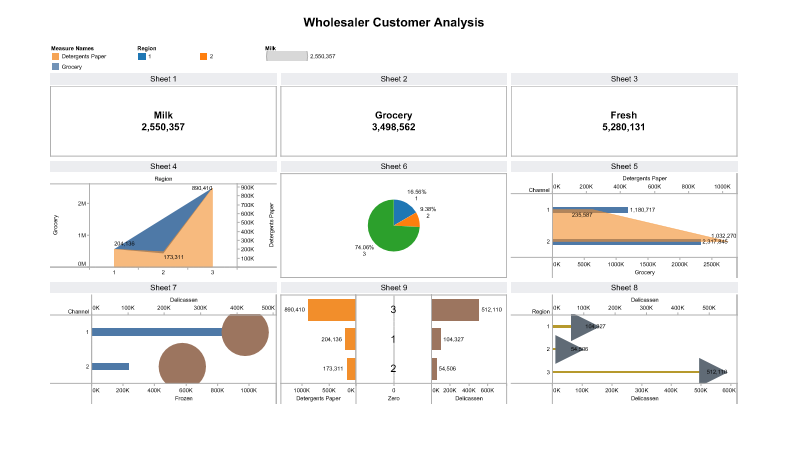 Wholesaler Customer Analysis
Measure Names
Detergents Paper
Grocery
Region
1
2
Milk
2,550,357
Sheet 1
Milk
2,550,357
Sheet 2
Grocery
3,498,562
Sheet 3
Fresh
5,280,131
Sheet 4
Region
Grocery
2M
1M
0M
890,410
204,136
173,311
900K
800K
700K
600K
500K
400K
300K
200K
100K
Detergents Paper
1 2 3
Sheet 6
16.56%
1
9.38%
2
74.06%
3
Sheet 5
Detergents Paper
Channel
0K 200K 400K 600K 800K 1000K
1
1,180,717
235,587
1,032,270
2
2,317,845
0K 500K 1000K 1500K 2000K 2500K
Grocery
Sheet 7
Delicassen
Channel
0K 100K 200K 300K 400K 500K
1
2
0K 200K 400K 600K 800K 1000K
Frozen
Sheet 9
890,410 3 512,110
204,136 1 104,327
173,311 2 54,506
1000K 500K 0K
Detergents Paper
0
Zero
0K 200K 400K 600K
Delicassen
Sheet 8
Delicassen
Region
0K 100K 200K 300K 400K 500K
1
104,327
2
54,506
3
512,110
0K 100K 200K 300K 400K 500K 600K
Delicassen